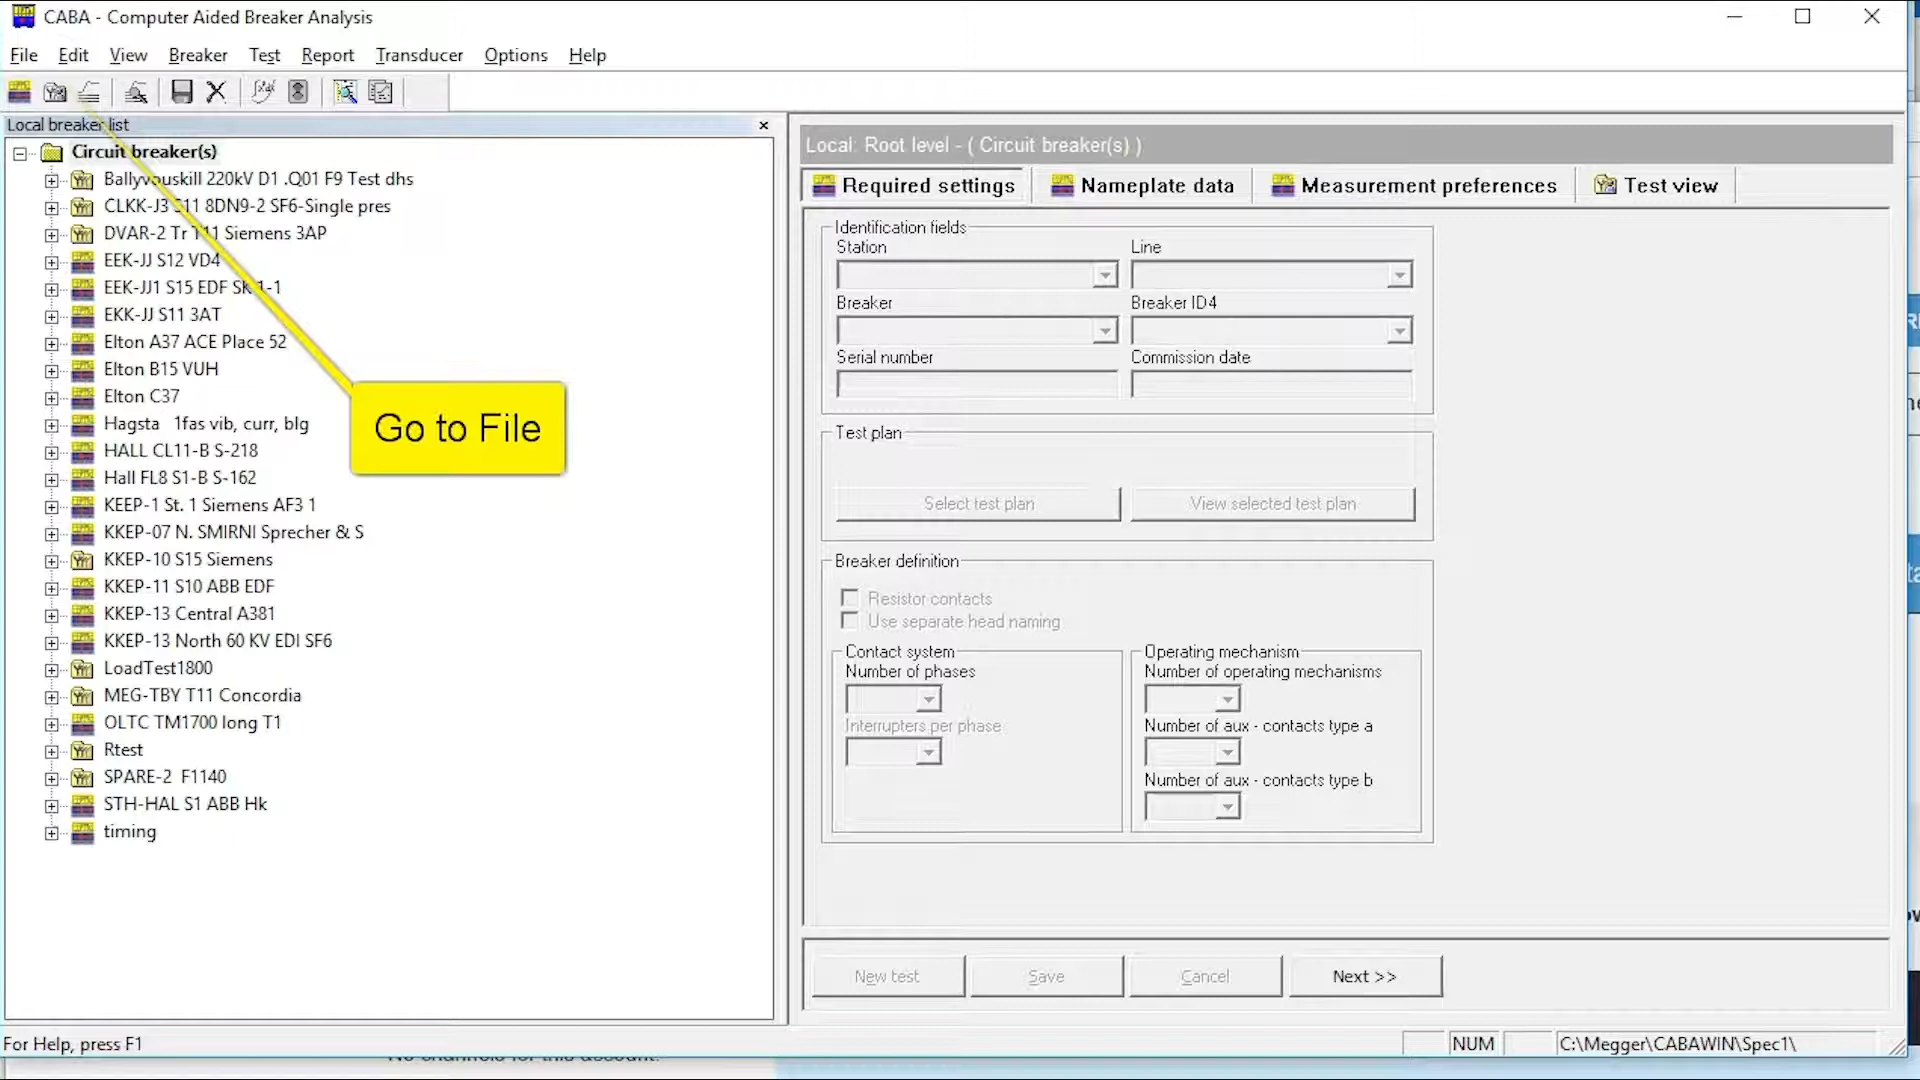 CABA - Computer Aided Breaker Analysis
File Edit View Breaker Test Report Transducer Options Help
Local breaker list
Circuit breaker(s)
Ballyvouskill 220kV D1 .Q01 F9 Test dhs
CLKK-J3 S11 8DN9-2 SF6-Single pres
DVAR-2 Tr T11 Siemens 3AP
EEK-JJ S12 VD4
EEK-JJ1 S15 EDF SK 1-1
EKK-JJ S11 3AT
Elton A37 ACE Place 52
Elton B15 VUH
Elton C37
Hagsta 1fas vib, curr, blg
HALL CL11-B S-218
Hall FL8 S1-B S-162
KEEP-1 St. 1 Siemens AF3 1
KKEP-07 N. SMIRNI Sprecher & S
KKEP-10 S15 Siemens
KKEP-11 S10 ABB EDF
KKEP-13 Central A381
KKEP-13 North 60 KV EDI SF6
LoadTest1800
MEG-TBY T11 Concordia
OLTC TM1700 long T1
Rtest
SPARE-2 F1140
STH-HAL S1 ABB Hk
timing
Go to File
Local: Root level - ( Circuit breaker(s) )
Required settings Nameplate data Measurement preferences Test view
Identification fields
Station Line
Breaker Breaker ID4
Serial number Commission date
Test plan
Select test plan View selected test plan
Breaker definition
Resistor contacts
Use separate head naming
Contact system
Number of phases
Interrupters per phase
Operating mechanism
Number of operating mechanisms
Number of aux - contacts type a
Number of aux - contacts type b
New test Save Cancel Next >>
For Help, press F1 NUM C:\Megger\CABAWIN\Spec1\